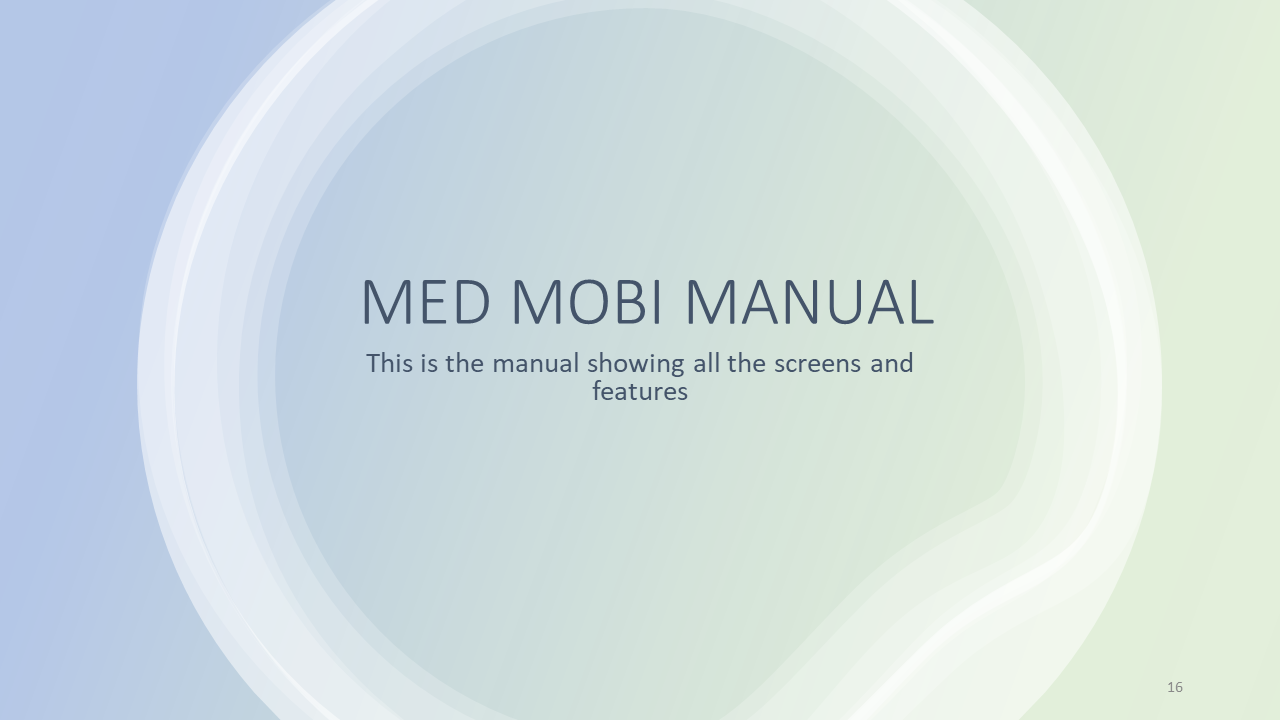 MED MOBI MANUAL
This is the manual showing all the screens and
features
16